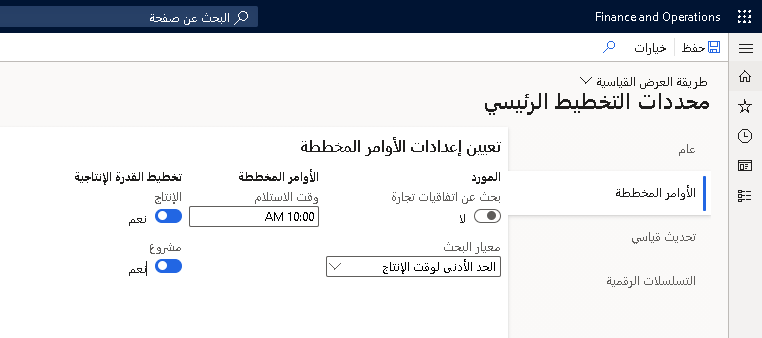 Finance and Operations
البحث عن صفحة
حفظ
خيارات
طريقة العرض القياسية
محددات التخطيط الرئيسي
عام
الأوامر المخططة
تحديث قياسي
التسلسلات الرقمية
تعيين إعدادات الأوامر المخططة
المورد
بحث عن اتفاقيات تجارة
لا
معيار البحث
الحد الأدنى لوقت الإنتاج
الأوامر المخططة
وقت الاستلام
10:00 AM
تخطيط القدرة الإنتاجية
الإنتاج
نعم
مشروع
نعم